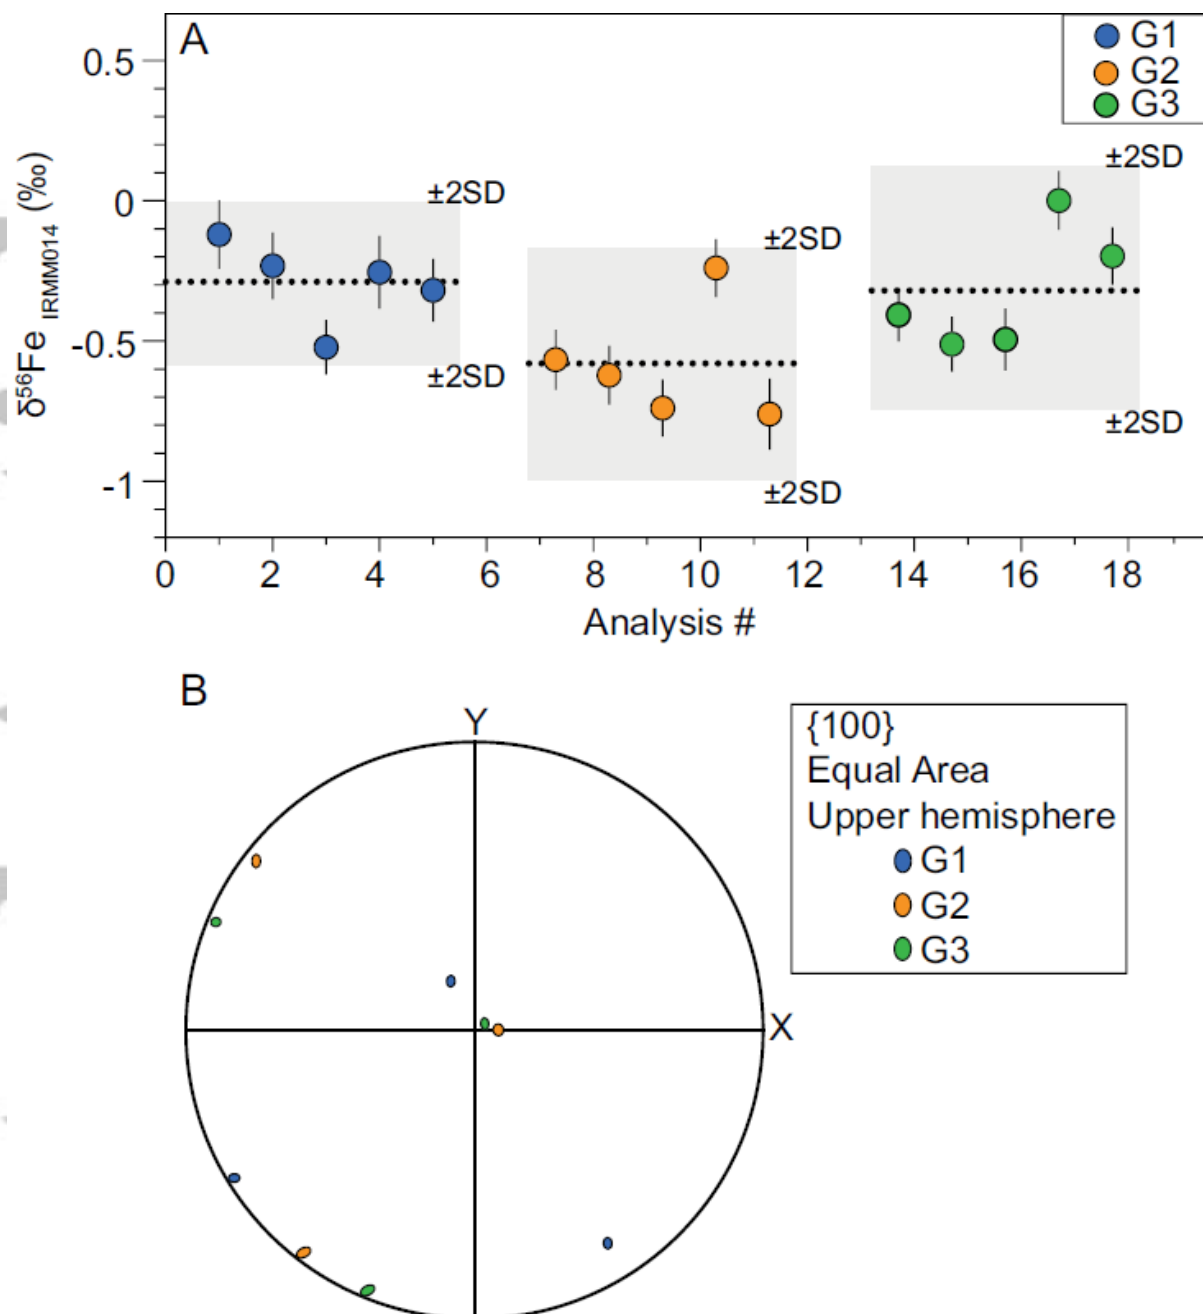 A
G1
G2
G3
0.5
0
-0.5
-1
δ⁵⁶Fe IRMM014 (‰)
±2SD
±2SD
±2SD
±2SD
±2SD
±2SD
0 2 4 6 8 10 12 14 16 18
Analysis #
B
Y
X
{100}
Equal Area
Upper hemisphere
G1
G2
G3